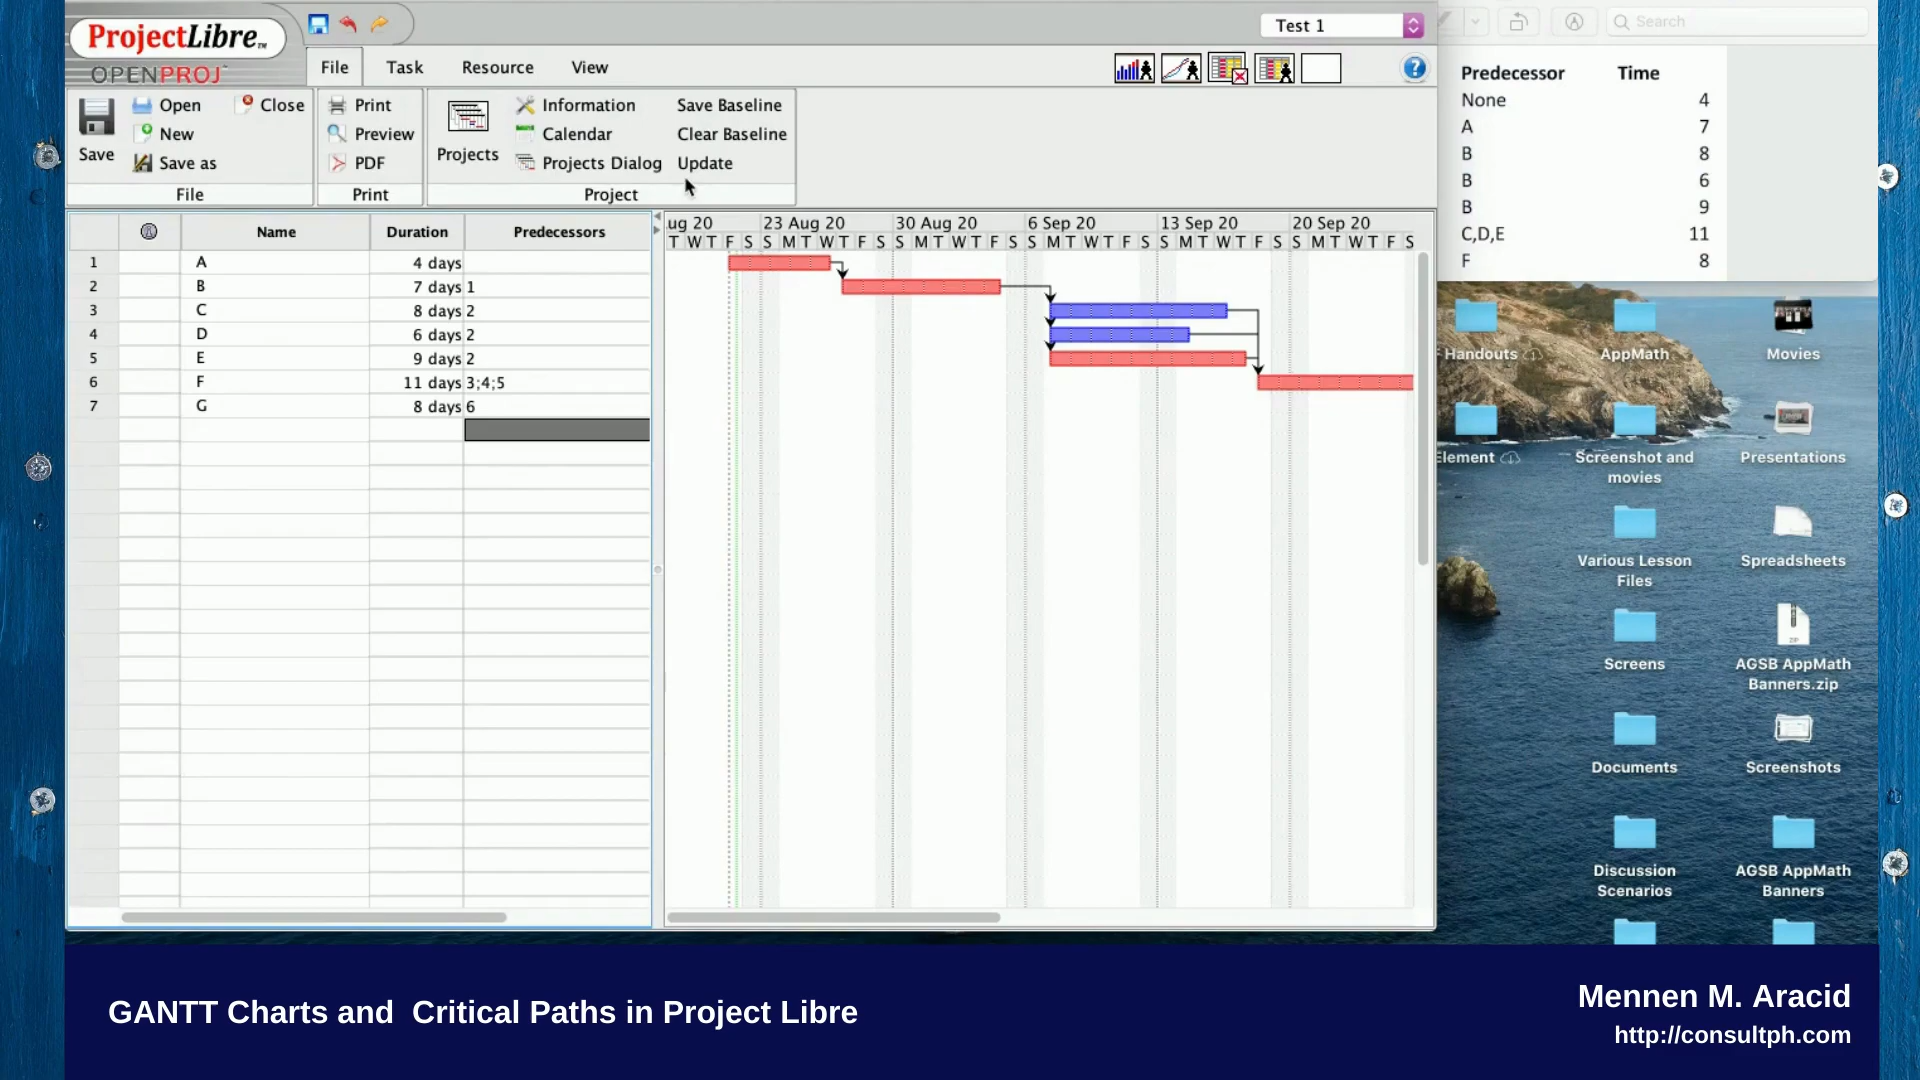 ProjectLibre™
OPENPROJ
Test 1
File Task Resource View
Save
Open
New
Save as
Close
File
Print
Preview
PDF
Print
Projects
Information
Calendar
Projects Dialog
Save Baseline
Clear Baseline
Update
Project
Name Duration Predecessors
1 A 4 days
2 B 7 days 1
3 C 8 days 2
4 D 6 days 2
5 E 9 days 2
6 F 11 days 3;4;5
7 G 8 days 6
ug 20 23 Aug 20 30 Aug 20 6 Sep 20 13 Sep 20 20 Sep 20
T W T F S S M T W T F S S M T W T F S S M T W T F S S M T W T F S S M T W T F S
Search
Predecessor Time
None 4
A 7
B 8
B 6
B 9
C,D,E 11
F 8
Handouts
AppMath
Movies
Element
Screenshot and
movies
Presentations
Various Lesson
Files
Spreadsheets
ZIP
Screens
AGSB AppMath
Banners.zip
Documents
Screenshots
Discussion
Scenarios
AGSB AppMath
Banners
GANTT Charts and Critical Paths in Project Libre
Mennen M. Aracid
http://consultph.com